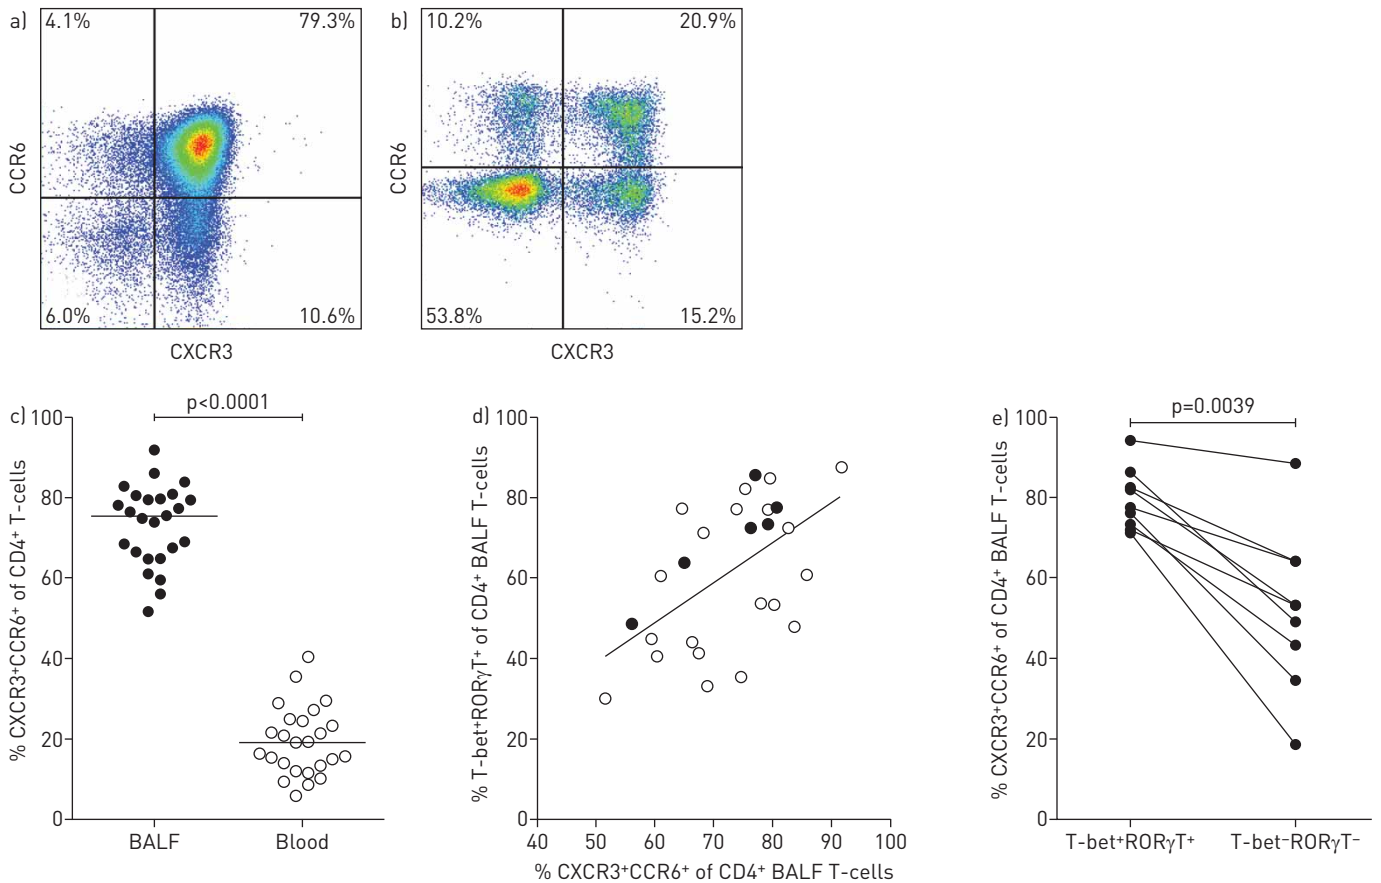 a)
4.1%
79.3%
CCR6
6.0%
10.6%
CXCR3
b)
10.2%
20.9%
CCR6
53.8%
15.2%
CXCR3
c)
p<0.0001
% CXCR3⁺CCR6⁺ of CD4⁺ T-cells
100
80
60
40
20
0
BALF
Blood
d)
% T-bet⁺RORγT⁺ of CD4⁺ BALF T-cells
100
80
60
40
20
0
40 50 60 70 80 90 100
% CXCR3⁺CCR6⁺ of CD4⁺ BALF T-cells
e)
p=0.0039
% CXCR3⁺CCR6⁺ of CD4⁺ BALF T-cells
100
80
60
40
20
0
T-bet⁺RORγT⁺
T-bet⁻RORγT⁻